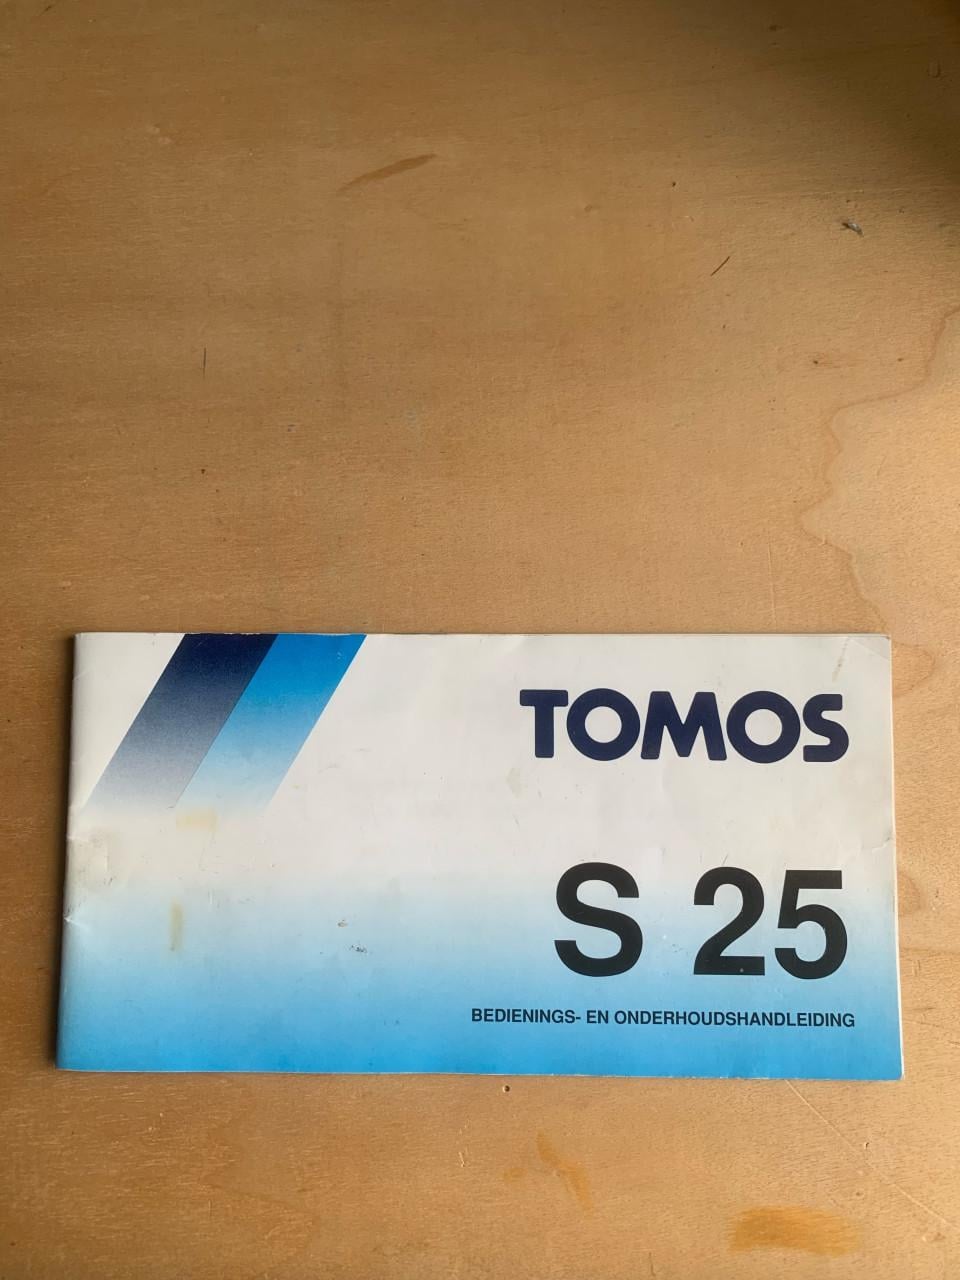 TOMOS
S 25
BEDIENINGS- EN ONDERHOUDSHANDLEIDING